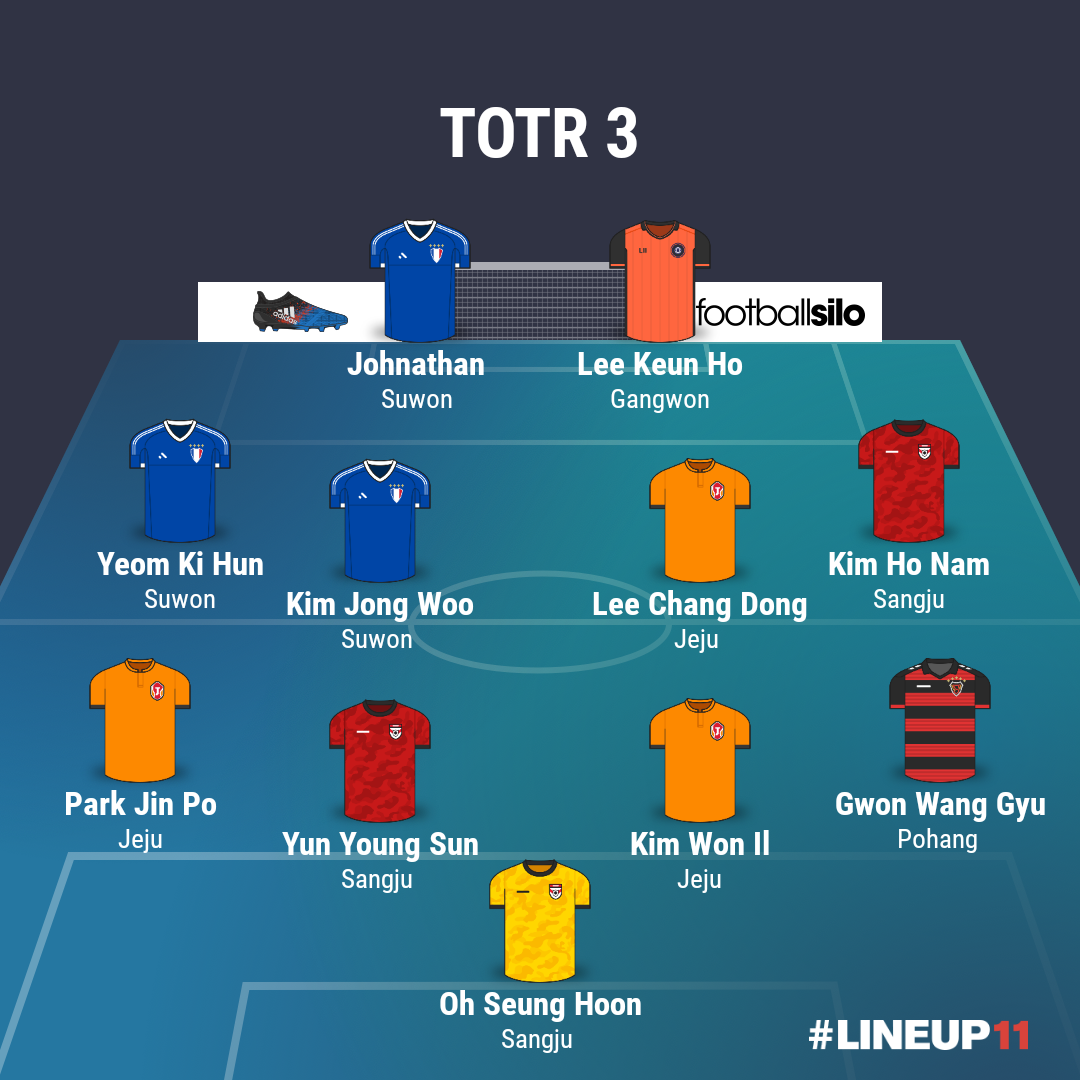 TOTR 3
adidas
footballsilo
Johnathan
Suwon
Lee Keun Ho
Gangwon
Yeom Ki Hun
Suwon
Kim Jong Woo
Suwon
Lee Chang Dong
Jeju
Kim Ho Nam
Sangju
Park Jin Po
Jeju
Yun Young Sun
Sangju
Kim Won Il
Jeju
Gwon Wang Gyu
Pohang
Oh Seung Hoon
Sangju
#LINEUP11